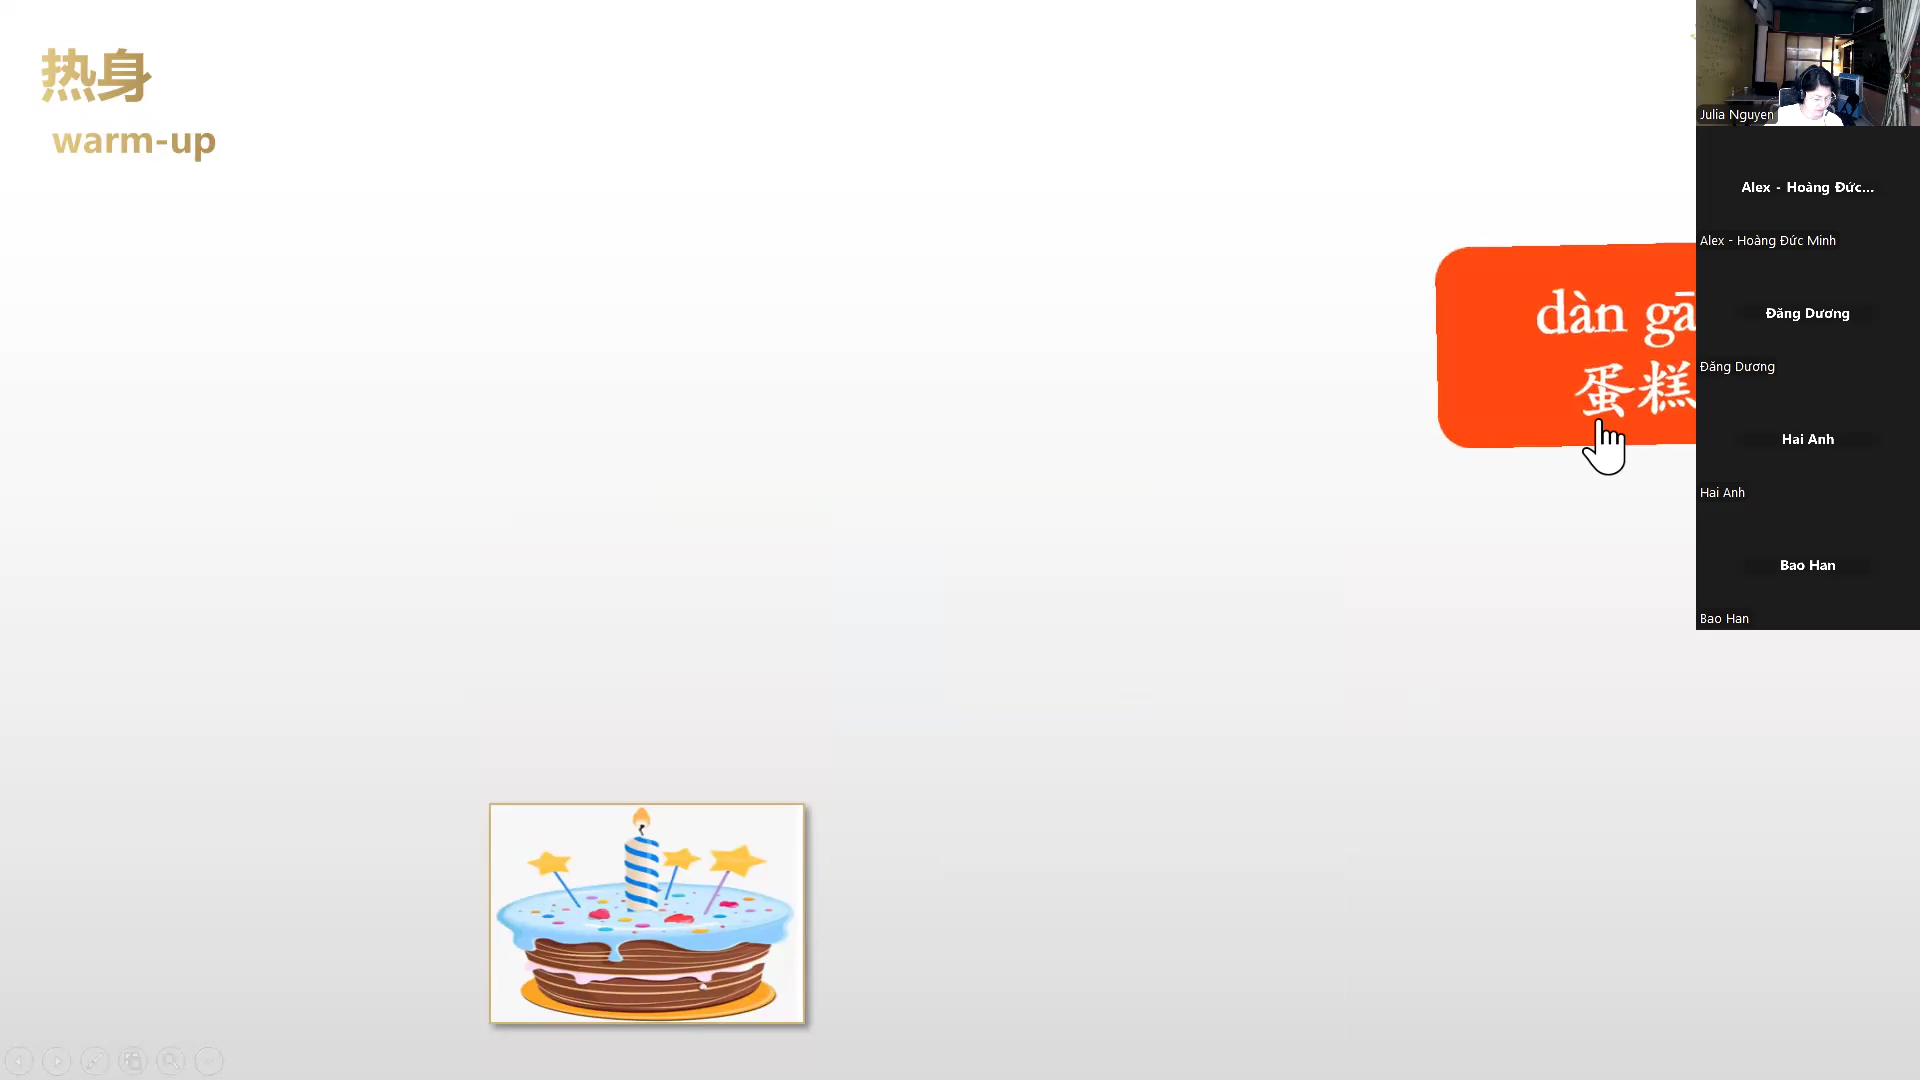 热身
warm-up
dàn gā
蛋糕
Julia Nguyen
Alex - Hoàng Đức...
Alex - Hoàng Đức Minh
Đăng Dương
Đăng Dương
Hai Anh
Hai Anh
Bao Han
Bao Han